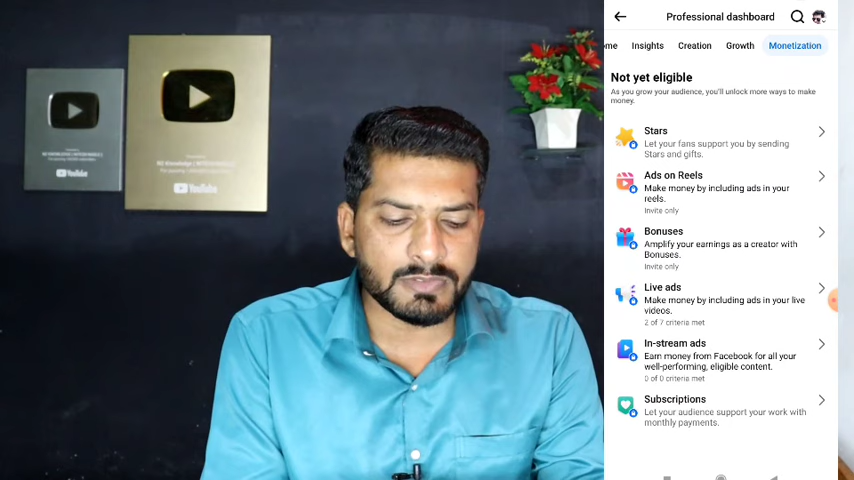 Professional dashboard
me
Insights
Creation
Growth
Monetization
Not yet eligible
As you grow your audience, you'll unlock more ways to make
money.
Stars
Let your fans support you by sending
Stars and gifts.
Ads on Reels
Make money by including ads in your
reels.
Invite only
Bonuses
Amplify your earnings as a creator with
Bonuses.
Invite only
Live ads
Make money by including ads in your live
videos.
2 of 7 criteria met
In-stream ads
Earn money from Facebook for all your
well-performing, eligible content.
0 of 0 criteria met
Subscriptions
Let your audience support your work with
monthly payments.
YouTube
YouTube